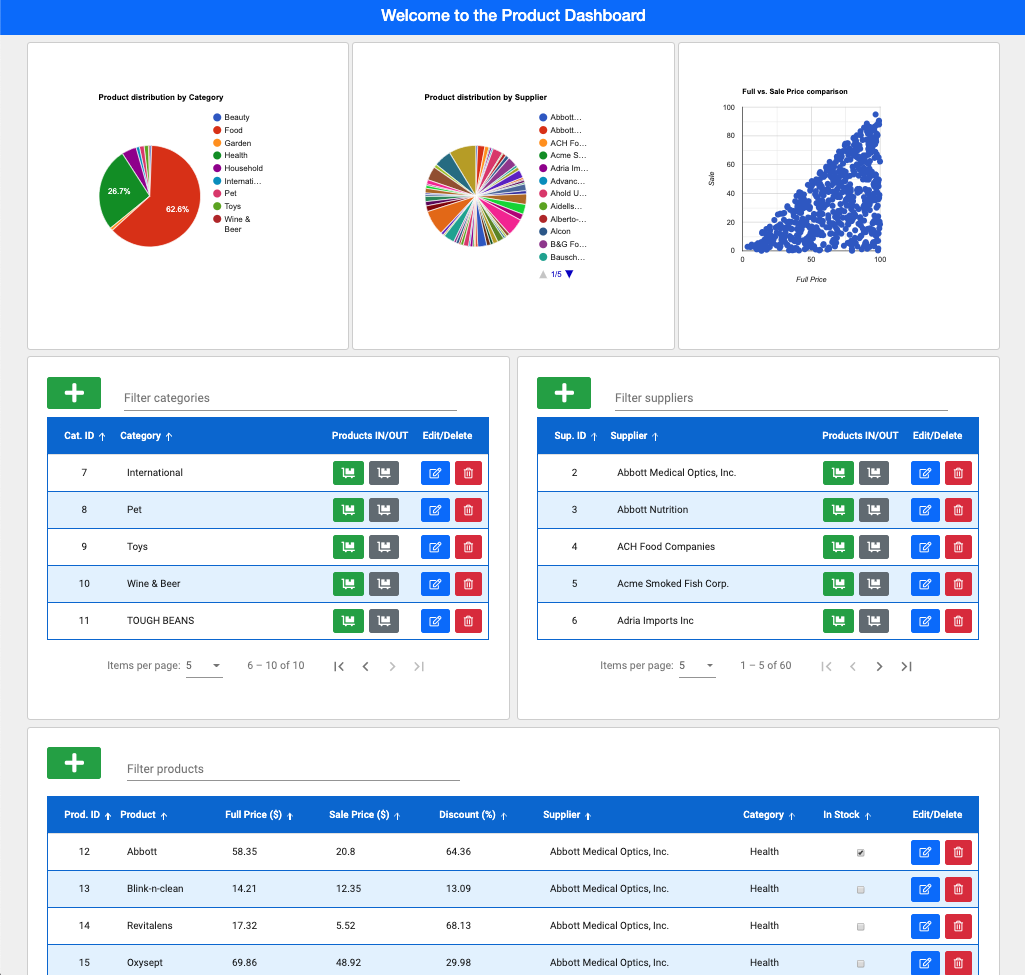 Welcome to the Product Dashboard
Product distribution by Category
Beauty
Food
Garden
Health
Household
Internati...
Pet
Toys
Wine &
Beer
26.7%
62.6%
Product distribution by Supplier
Abbott...
Abbott...
ACH Fo...
Acme S...
Adria Im...
Advanc...
Ahold U...
Aidells...
Alberto-...
Alcon
B&G Fo...
Bausch...
1/5
Full vs. Sale Price comparison
100
80
60
40
20
0
Sale
0 50 100
Full Price
Filter categories
Cat. ID Category Products IN/OUT Edit/Delete
7 International
8 Pet
9 Toys
10 Wine & Beer
11 TOUGH BEANS
Items per page: 5 6 – 10 of 10
Filter suppliers
Sup. ID Supplier Products IN/OUT Edit/Delete
2 Abbott Medical Optics, Inc.
3 Abbott Nutrition
4 ACH Food Companies
5 Acme Smoked Fish Corp.
6 Adria Imports Inc
Items per page: 5 1 – 5 of 60
Filter products
Prod. ID Product Full Price ($) Sale Price ($) Discount (%) Supplier Category In Stock Edit/Delete
12 Abbott 58.35 20.8 64.36 Abbott Medical Optics, Inc. Health
13 Blink-n-clean 14.21 12.35 13.09 Abbott Medical Optics, Inc. Health
14 Revitalens 17.32 5.52 68.13 Abbott Medical Optics, Inc. Health
15 Oxysept 69.86 48.92 29.98 Abbott Medical Optics, Inc. Health